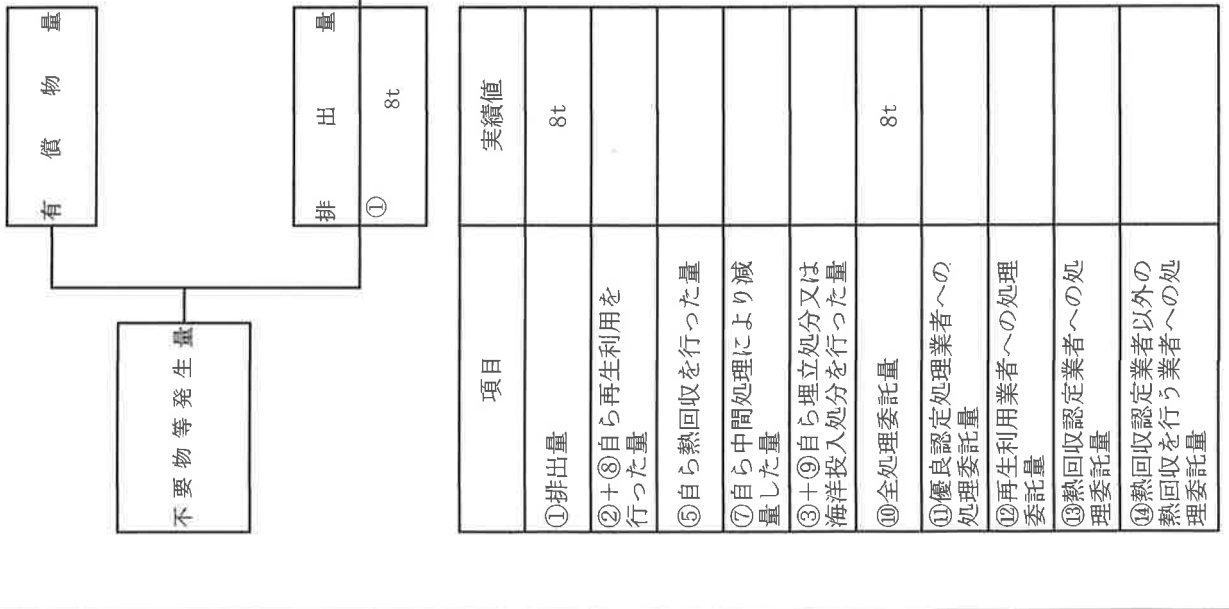 有償物量
不要物等発生量
排出量
①
8t
項目
実績値
①排出量
8t
②+⑧自ら再生利用を
行った量
⑤自ら熱回収を行った量
⑦自ら中間処理により減
量した量
③+⑨自ら埋立処分又は
海洋投入処分を行った量
⑩全処理委託量
8t
⑪優良認定処理業者への
処理委託量
⑫再生利用業者への処理
委託量
⑬熱回収認定業者への処
理委託量
⑭熱回収認定業者以外の
熱回収を行う業者への処
理委託量